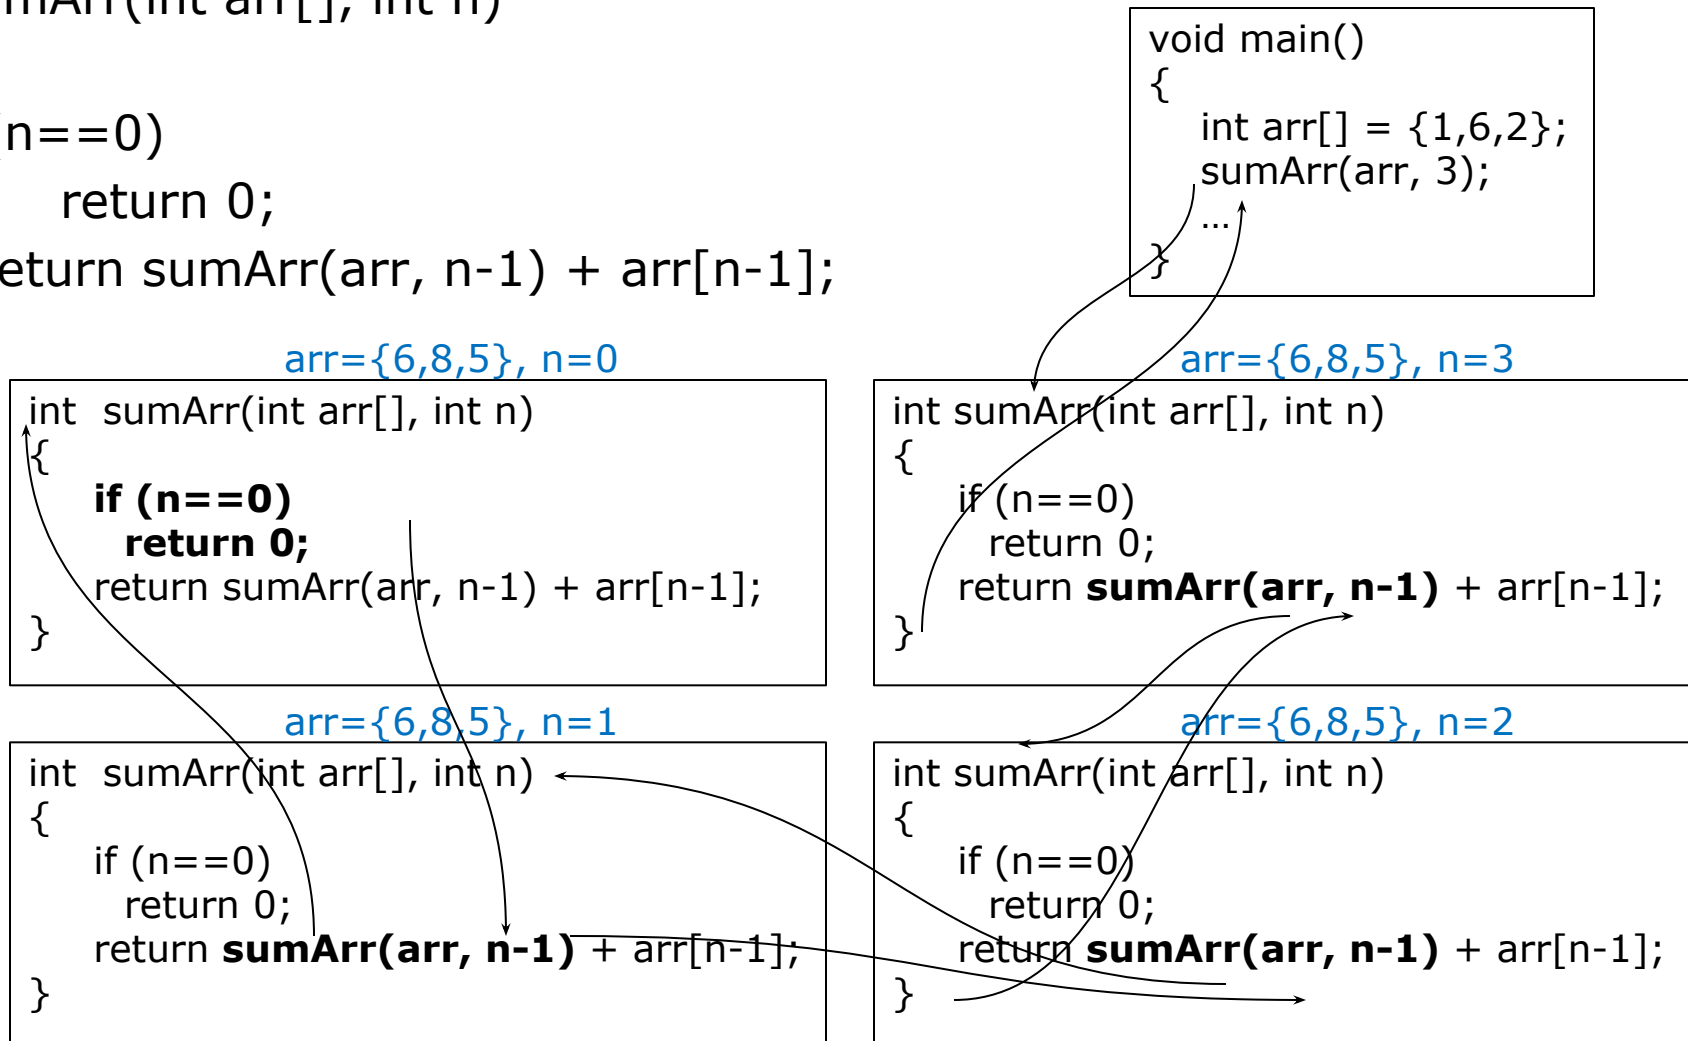 sumArr(int arr[], int n)
(n==0)
return 0;
return sumArr(arr, n-1) + arr[n-1];
void main()
{
int arr[] = {1,6,2};
sumArr(arr, 3);
...
}
arr={6,8,5}, n=0
int sumArr(int arr[], int n)
{
if (n==0)
return 0;
return sumArr(arr, n-1) + arr[n-1];
}
arr={6,8,5}, n=3
int sumArr(int arr[], int n)
{
if (n==0)
return 0;
return sumArr(arr, n-1) + arr[n-1];
}
arr={6,8,5}, n=1
int sumArr(int arr[], int n)
{
if (n==0)
return 0;
return sumArr(arr, n-1) + arr[n-1];
}
arr={6,8,5}, n=2
int sumArr(int arr[], int n)
{
if (n==0)
return 0;
return sumArr(arr, n-1) + arr[n-1];
}